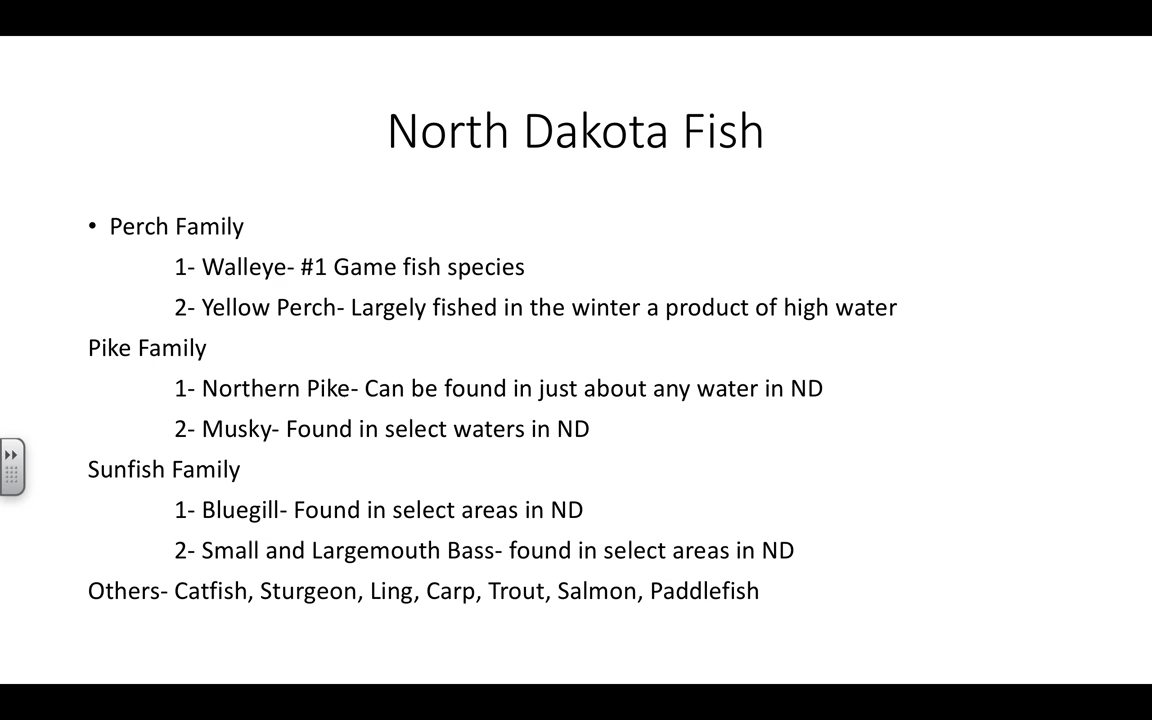 North Dakota Fish
• Perch Family
1- Walleye- #1 Game fish species
2- Yellow Perch- Largely fished in the winter a product of high water
Pike Family
1- Northern Pike- Can be found in just about any water in ND
2- Musky- Found in select waters in ND
Sunfish Family
1- Bluegill- Found in select areas in ND
2- Small and Largemouth Bass- found in select areas in ND
Others- Catfish, Sturgeon, Ling, Carp, Trout, Salmon, Paddlefish